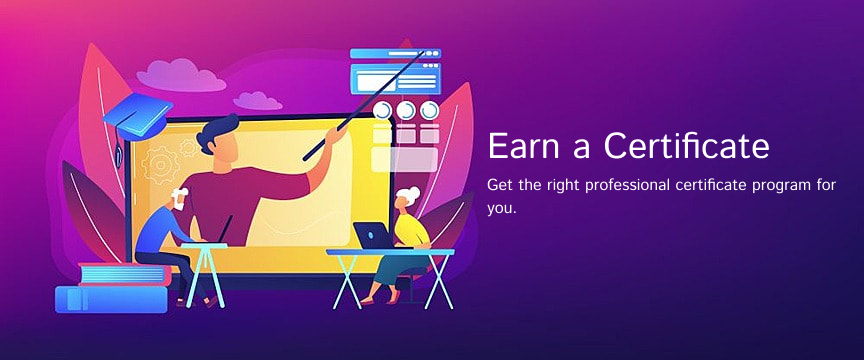 Earn a Certificate
Get the right professional certificate program for
you.